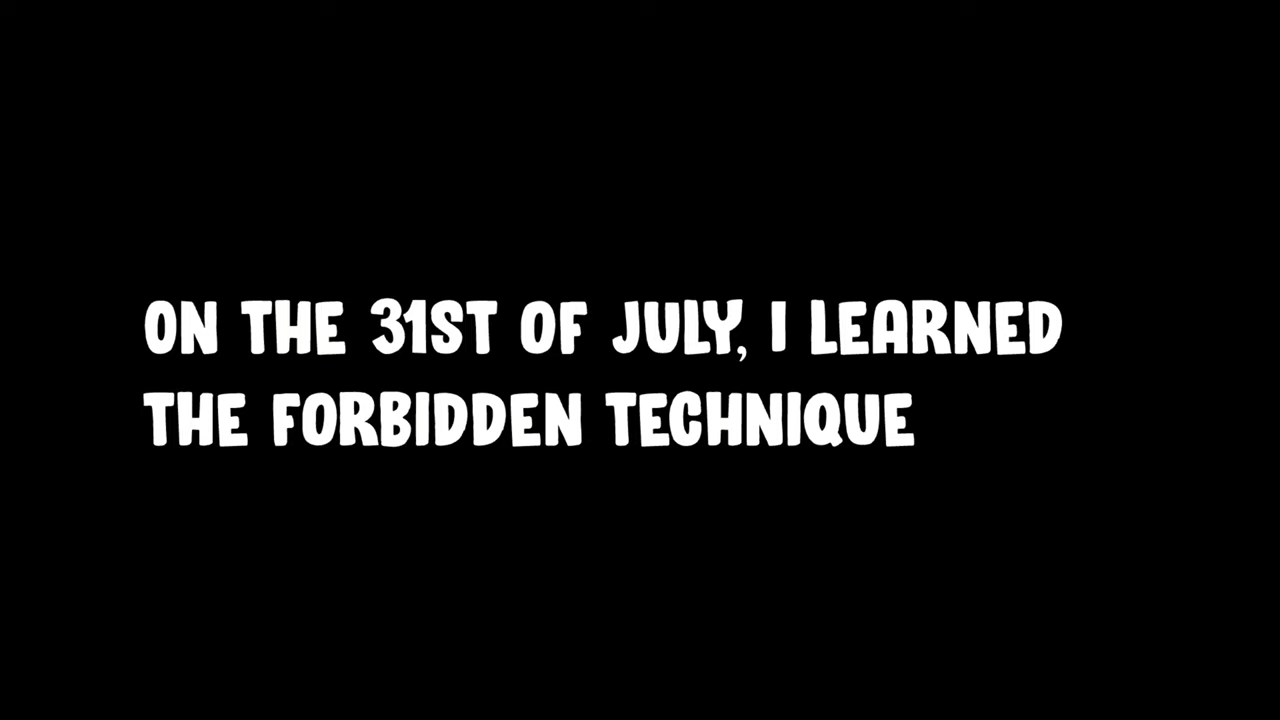 ON THE 31ST OF JULY, I LEARNED
THE FORBIDDEN TECHNIQUE